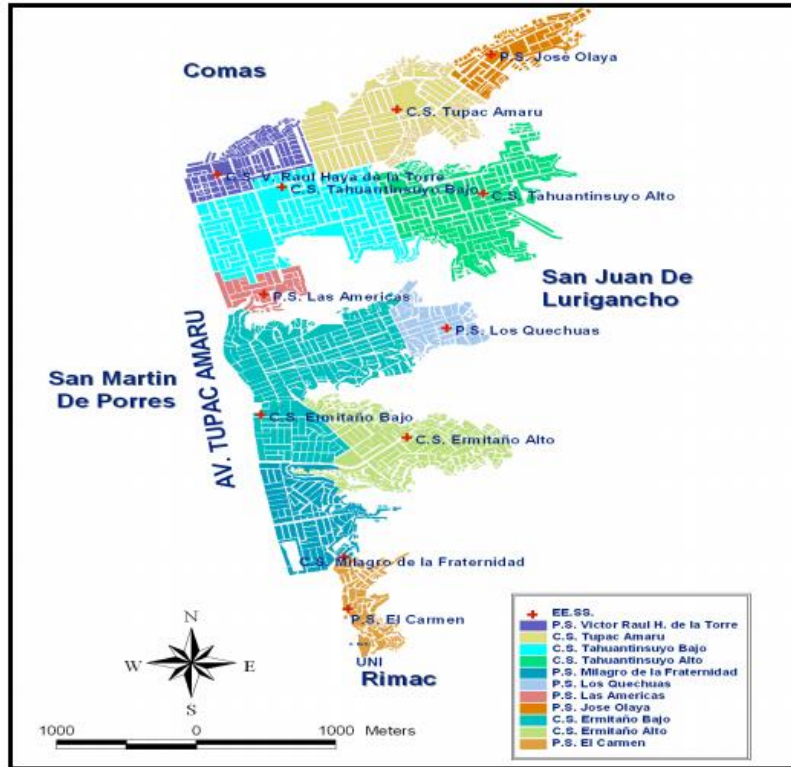 Comas
P.S. Jose Olaya
C.S. Tupac Amaru
C.S. V. Raul Haya de la Torre
C.S. Tahuantinsuyo Bajo
C.S. Tahuantinsuyo Alto
San Juan De
Lurigancho
P.S. Las Americas
P.S. Los Quechuas
San Martin
De Porres
AV. TUPAC AMARU
C.S. Ermitaño Bajo
C.S. Ermitaño Alto
C.S. Milagro de la Fraternidad
P.S. El Carmen
UNI
Rimac
N
W E
S
1000 0 1000 Meters
EE.SS.
P.S. Victor Raul H. de la Torre
C.S. Tupac Amaru
C.S. Tahuantinsuyo Bajo
C.S. Tahuantinsuyo Alto
P.S. Milagro de la Fraternidad
P.S. Los Quechuas
P.S. Las Americas
P.S. Jose Olaya
C.S. Ermitaño Bajo
C.S. Ermitaño Alto
P.S. El Carmen